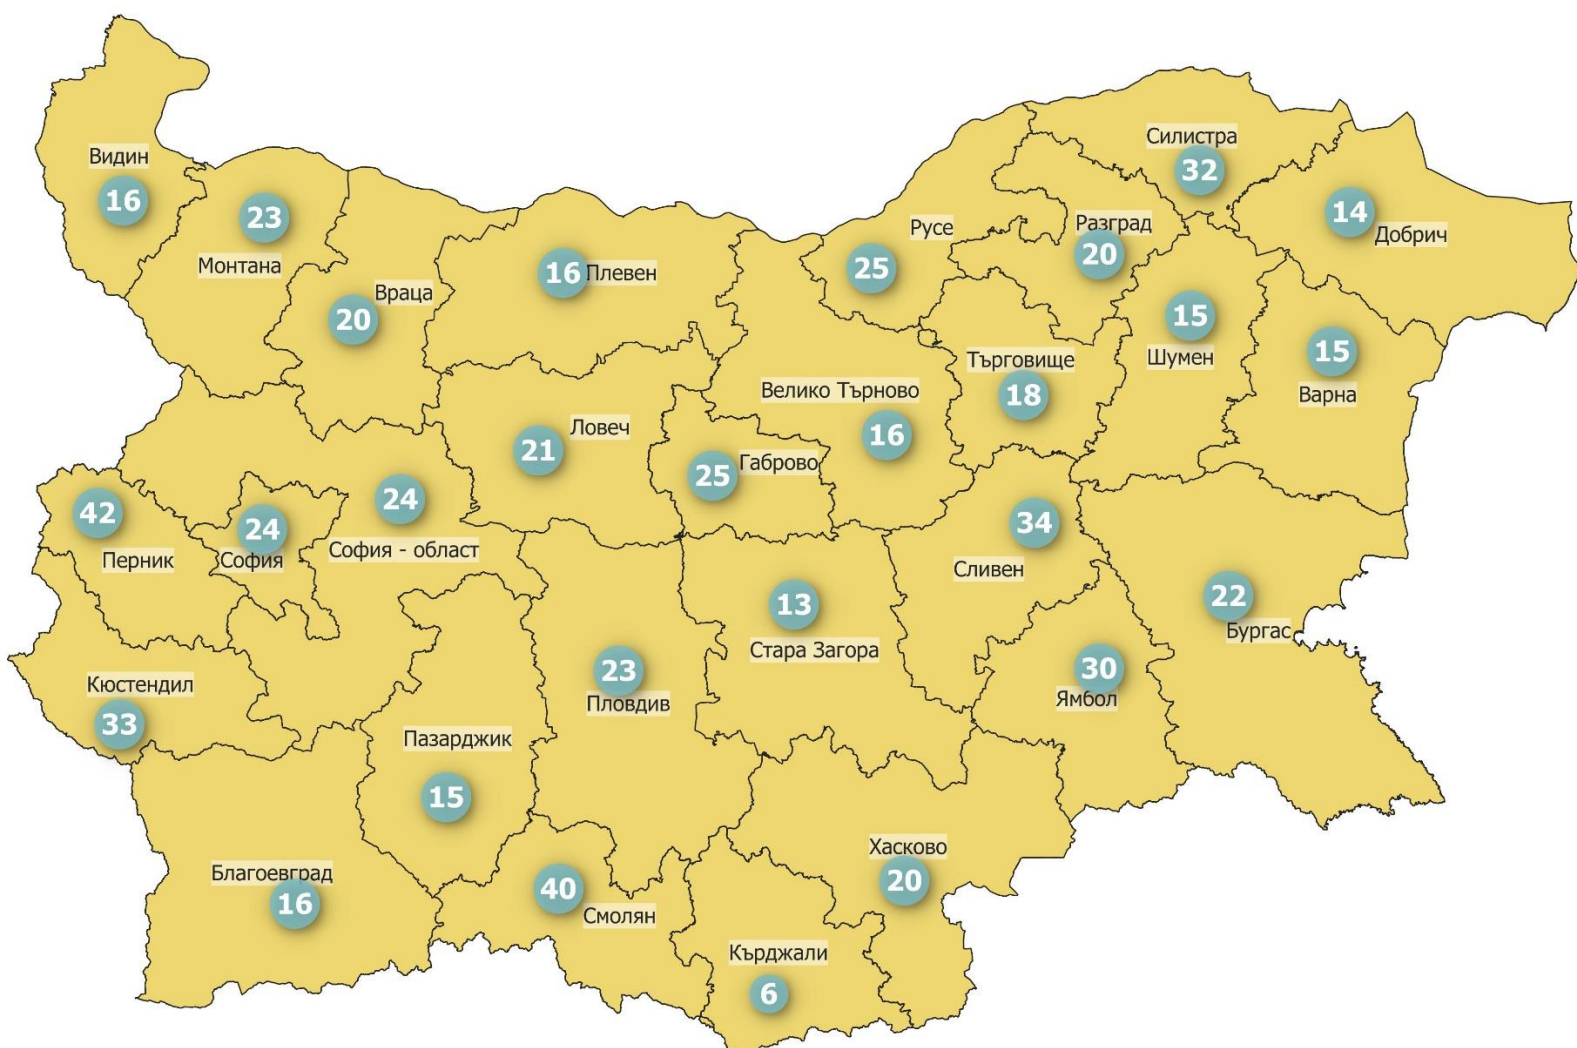 Видин
16
23
Монтана
Враца
20
16
Плевен
Русе
25
Разград
20
Силистра
32
14
Добрич
15
Шумен
15
Варна
Търговище
18
Велико Търново
16
Ловеч
21
25
Габрово
42
Перник
24
София
24
София - област
34
Сливен
22
Бургас
13
Стара Загора
30
Ямбол
23
Пловдив
Кюстендил
33
Пазарджик
15
Благоевград
16
40
Смолян
Хасково
20
Кърджали
6